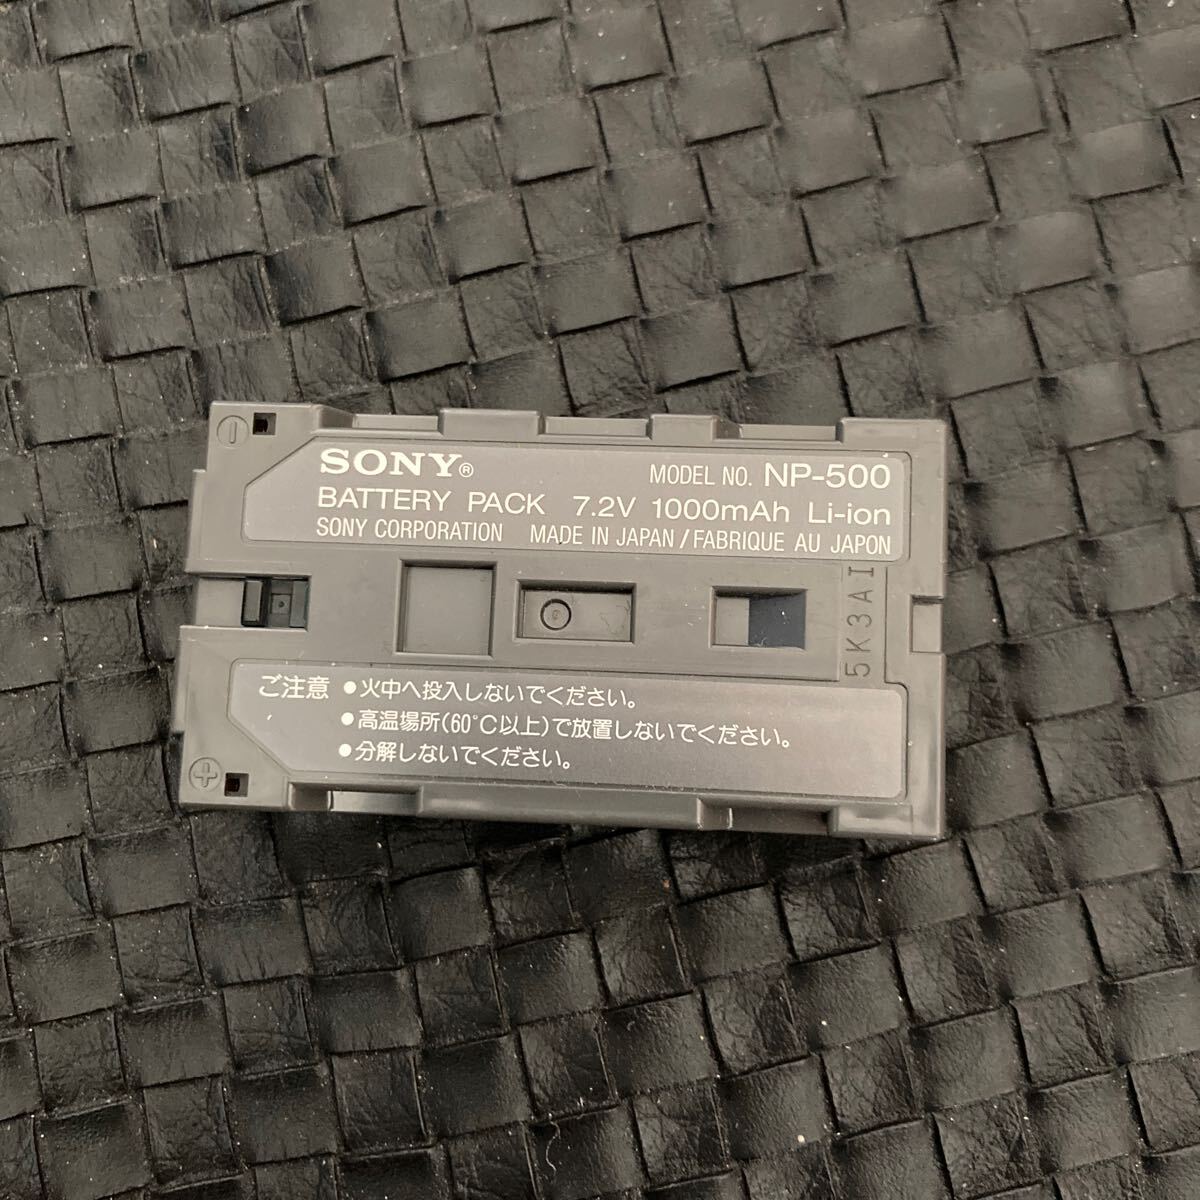 SONY® MODEL NO. NP-500
BATTERY PACK 7.2V 1000mAh Li-ion
SONY CORPORATION MADE IN JAPAN / FABRIQUE AU JAPON
5K3AI
ご注意 ●火中へ投入しないでください。
●高温場所(60℃以上)で放置しないでください。
●分解しないでください。